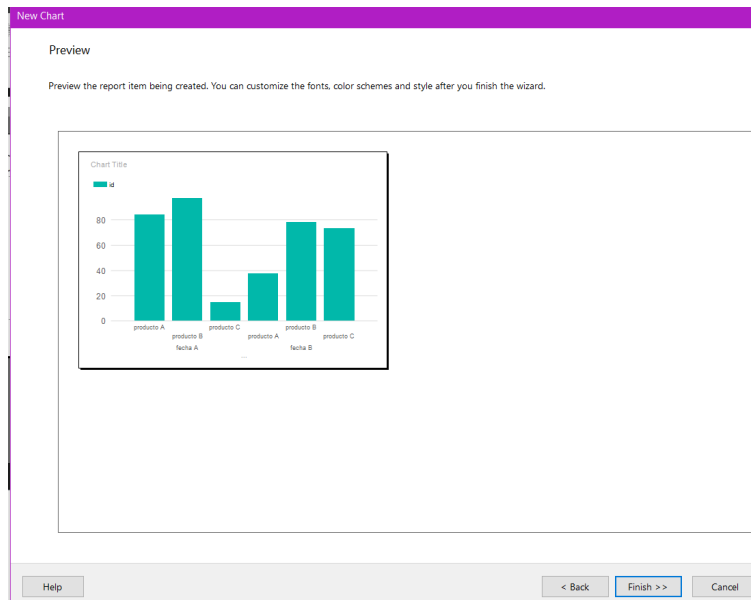 New Chart
Preview
Preview the report item being created. You can customize the fonts, color schemes and style after you finish the wizard.
Chart Title
id
80
60
40
20
0
producto A
producto B
producto C
producto A
producto B
producto C
fecha A
fecha B
...
Help
< Back
Finish >>
Cancel